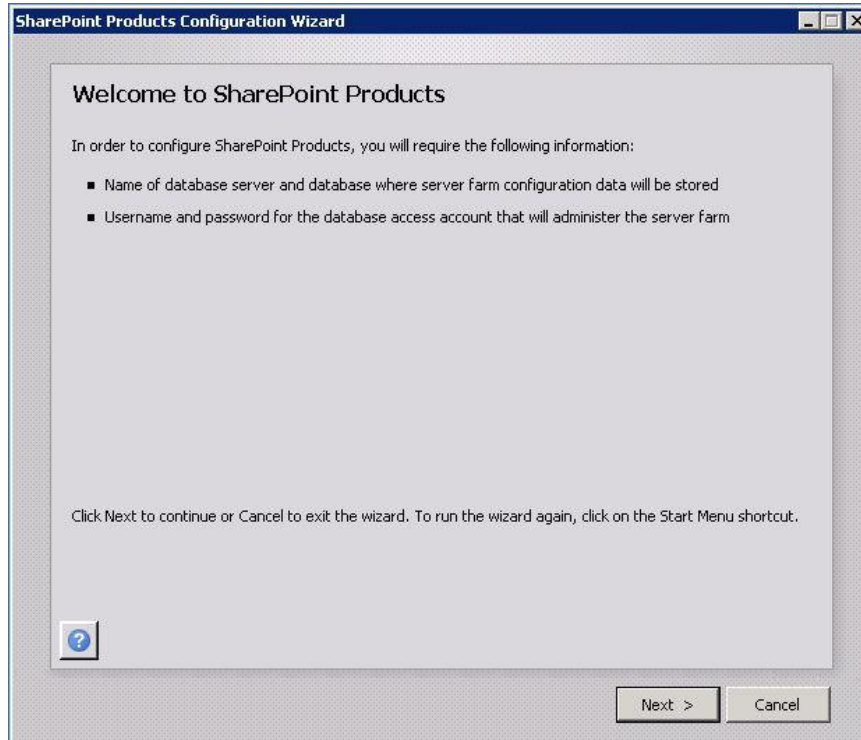 SharePoint Products Configuration Wizard
Welcome to SharePoint Products
In order to configure SharePoint Products, you will require the following information:
Name of database server and database where server farm configuration data will be stored
Username and password for the database access account that will administer the server farm
Click Next to continue or Cancel to exit the wizard. To run the wizard again, click on the Start Menu shortcut.
?
Next >
Cancel